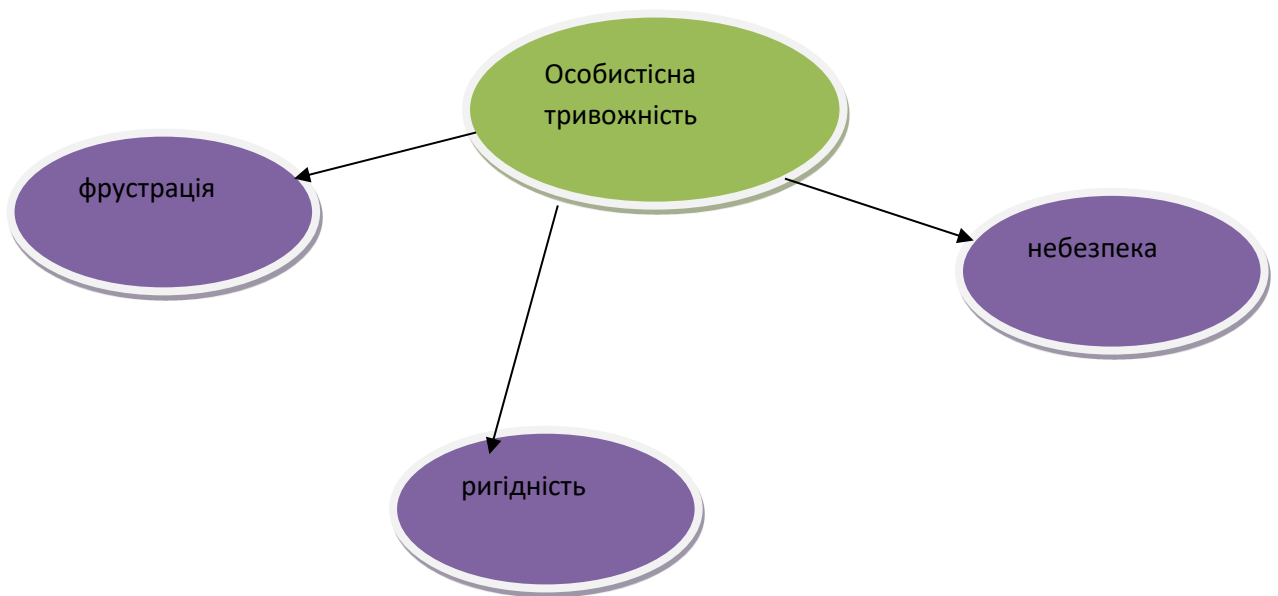 Особистісна
тривожність
фрустрація
небезпека
ригідність